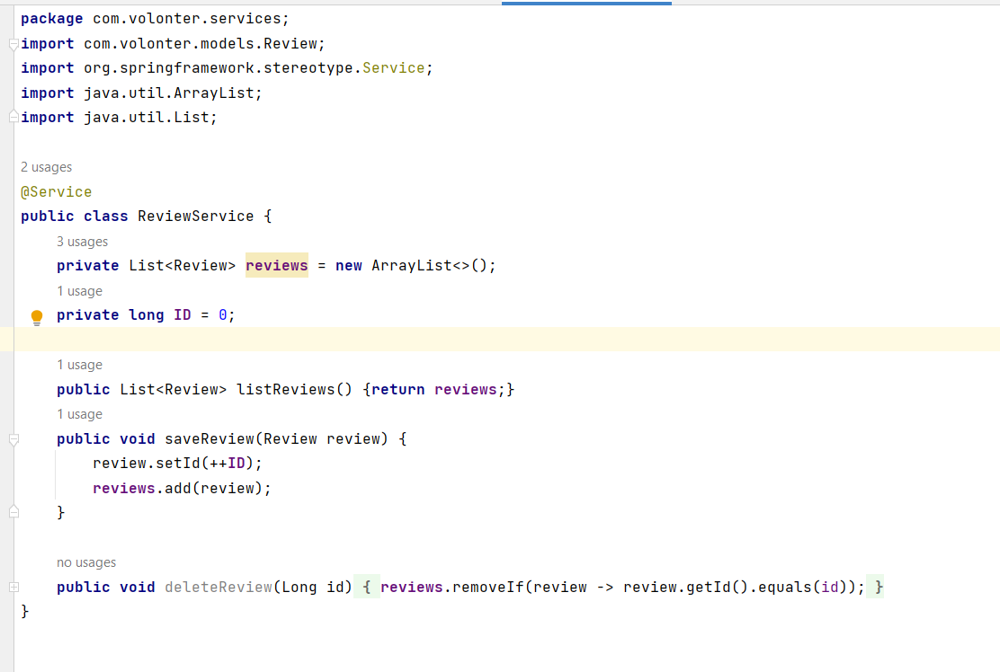 package com.volonter.services;
import com.volonter.models.Review;
import org.springframework.stereotype.Service;
import java.util.ArrayList;
import java.util.List;
2 usages
@Service
public class ReviewService {
3 usages
private List<Review> reviews = new ArrayList<>();
1 usage
private long ID = 0;
1 usage
public List<Review> listReviews() {return reviews;}
1 usage
public void saveReview(Review review) {
review.setId(++ID);
reviews.add(review);
}
no usages
public void deleteReview(Long id) { reviews.removeIf(review -> review.getId().equals(id)); }
}